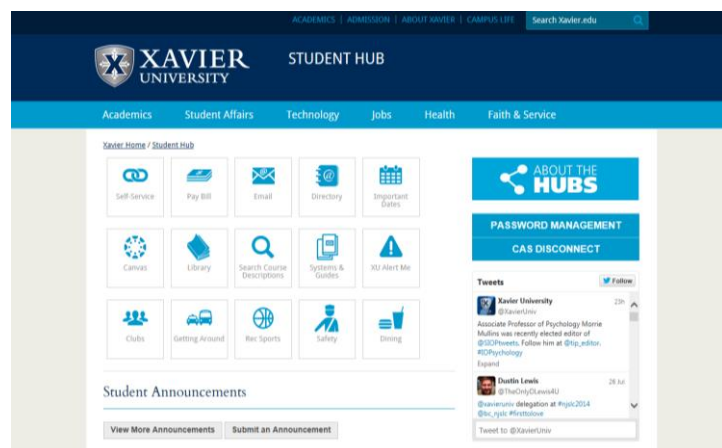 ACADEMICS | ADMISSION | ABOUT XAVIER | CAMPUS LIFE
Search Xavier.edu
XAVIER
UNIVERSITY
STUDENT HUB
Academics Student Affairs Technology Jobs Health Faith & Service
Xavier Home / Student Hub
Self-Service Pay Bill Email Directory Important
Dates
Canvas Library Search Course
Descriptions Systems &
Guides XU Alert Me
Clubs Getting Around Rec Sports Safety Dining
Student Announcements
View More Announcements Submit an Announcement
ABOUT THE
HUBS
PASSWORD MANAGEMENT
CAS DISCONNECT
Tweets Follow
Xavier University 23h
@XavierUniv
Associate Professor of Psychology Morrie
Mullins was recently elected editor of
@SIOPtweets. Follow him at @tip_editor.
#IOPsychology
Expand
Dustin Lewis 28 Jul
@TheOnlyDLewis4U
@xavieruniv delegation at #njslc2014
@bc_njslc #firsttolove
Tweet to @XavierUniv